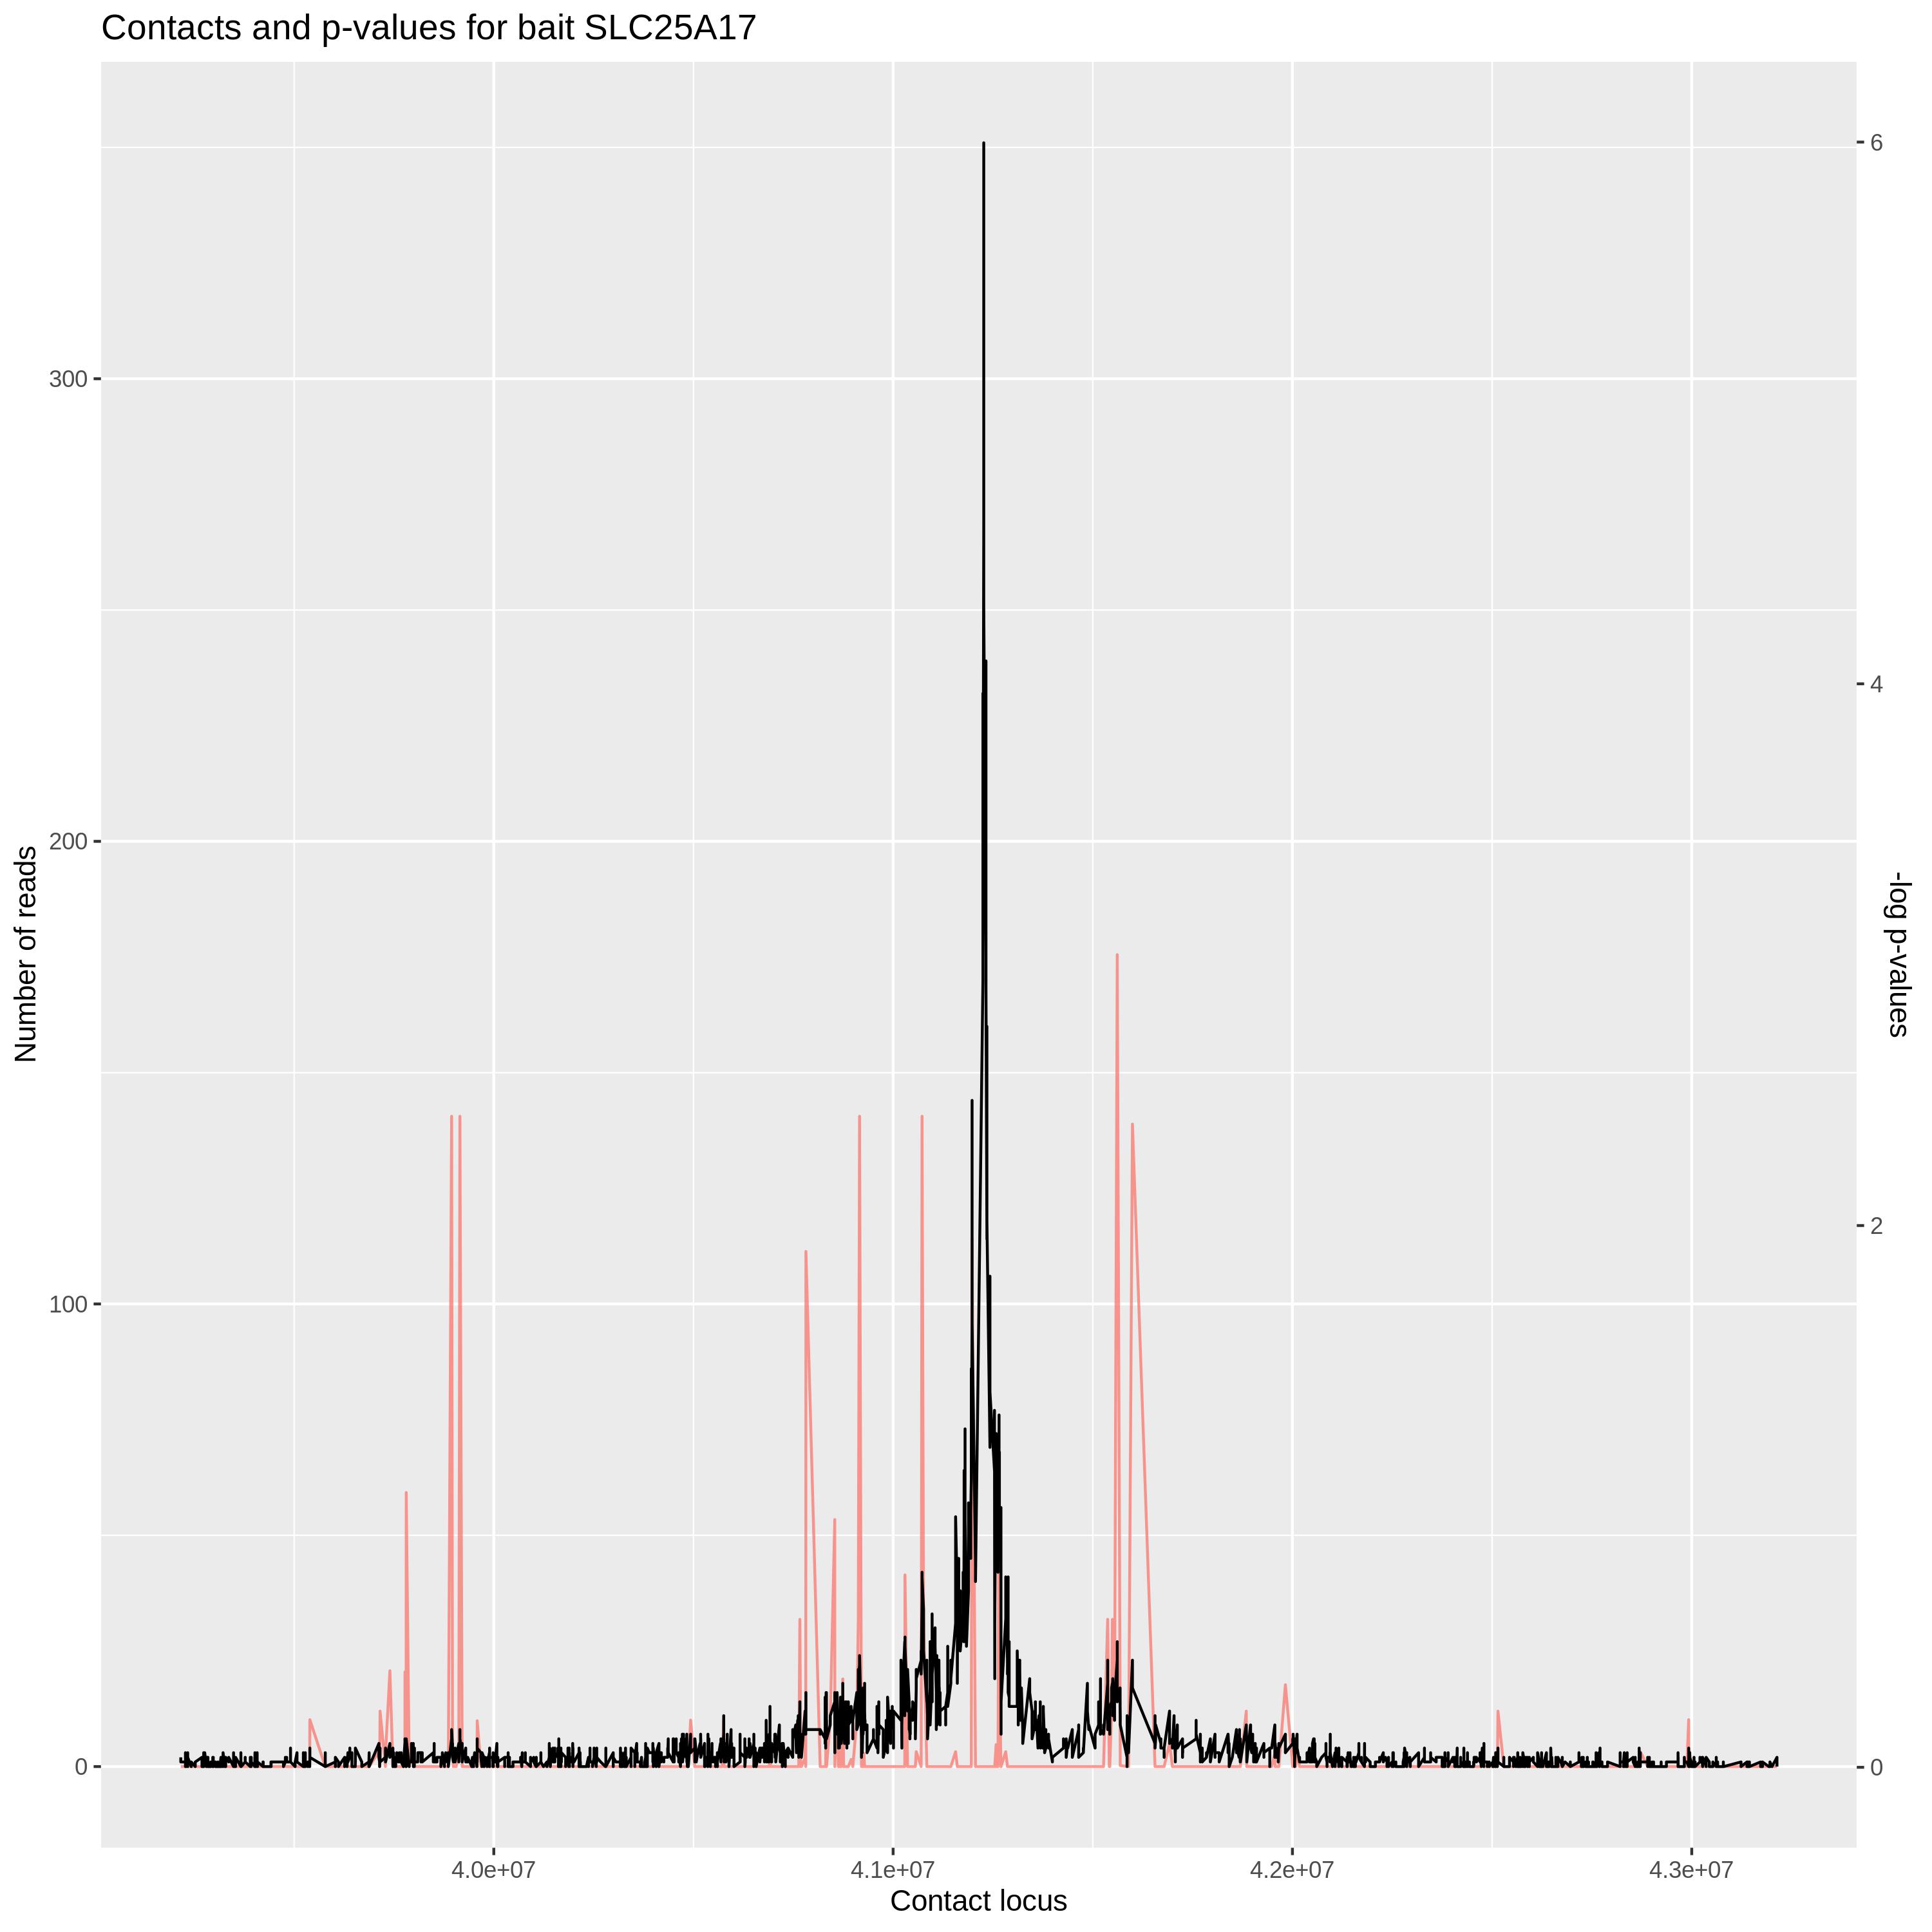 Contacts and p-values for bait SLC25A17
Number of reads
300
200
100
0
6
4
2
0
-log p-values
4.0e+07
4.1e+07
4.2e+07
4.3e+07
Contact locus